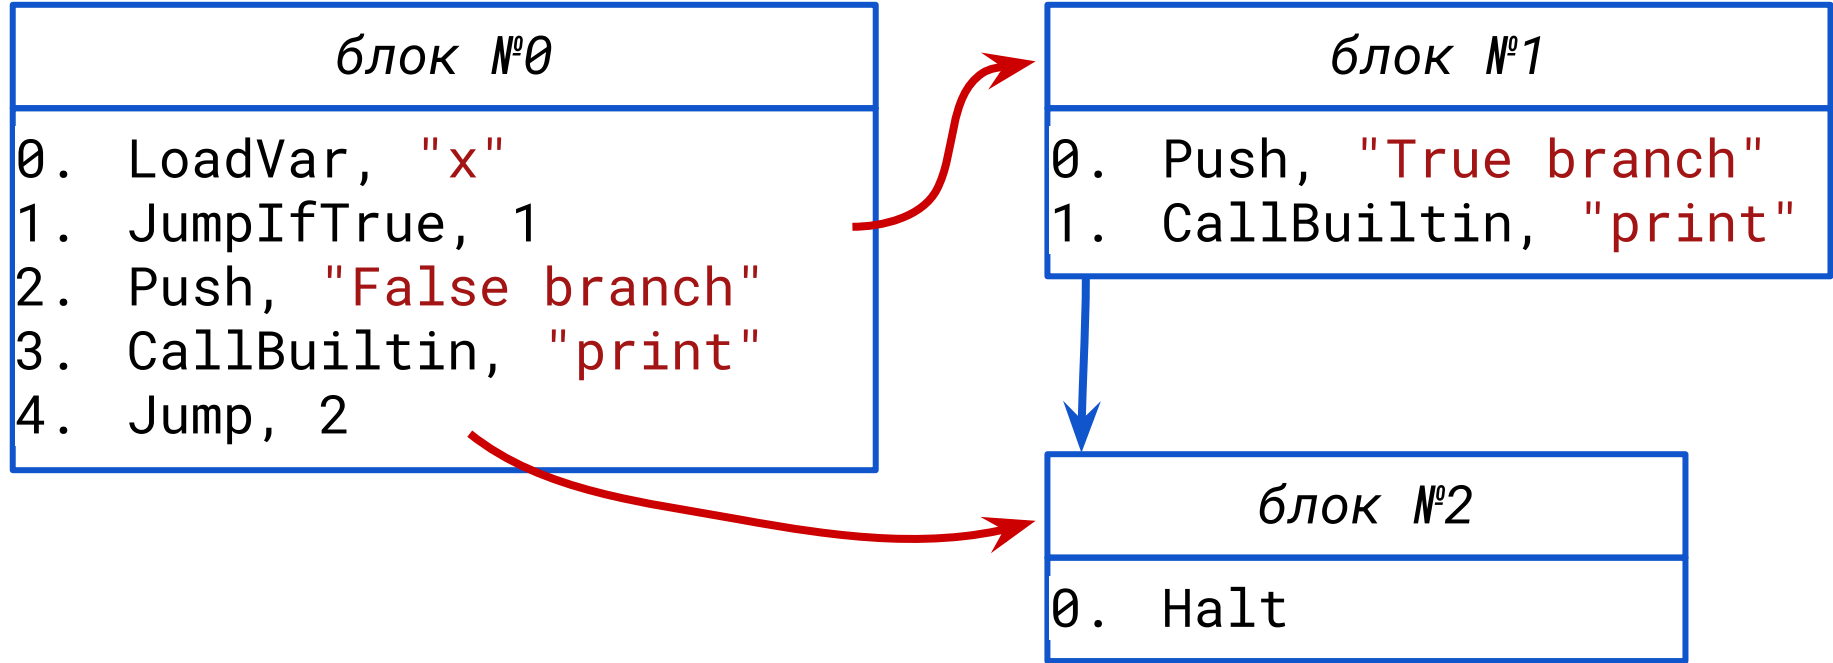 блок №0
0. LoadVar, "x"
1. JumpIfTrue, 1
2. Push, "False branch"
3. CallBuiltin, "print"
4. Jump, 2
блок №1
0. Push, "True branch"
1. CallBuiltin, "print"
блок №2
0. Halt